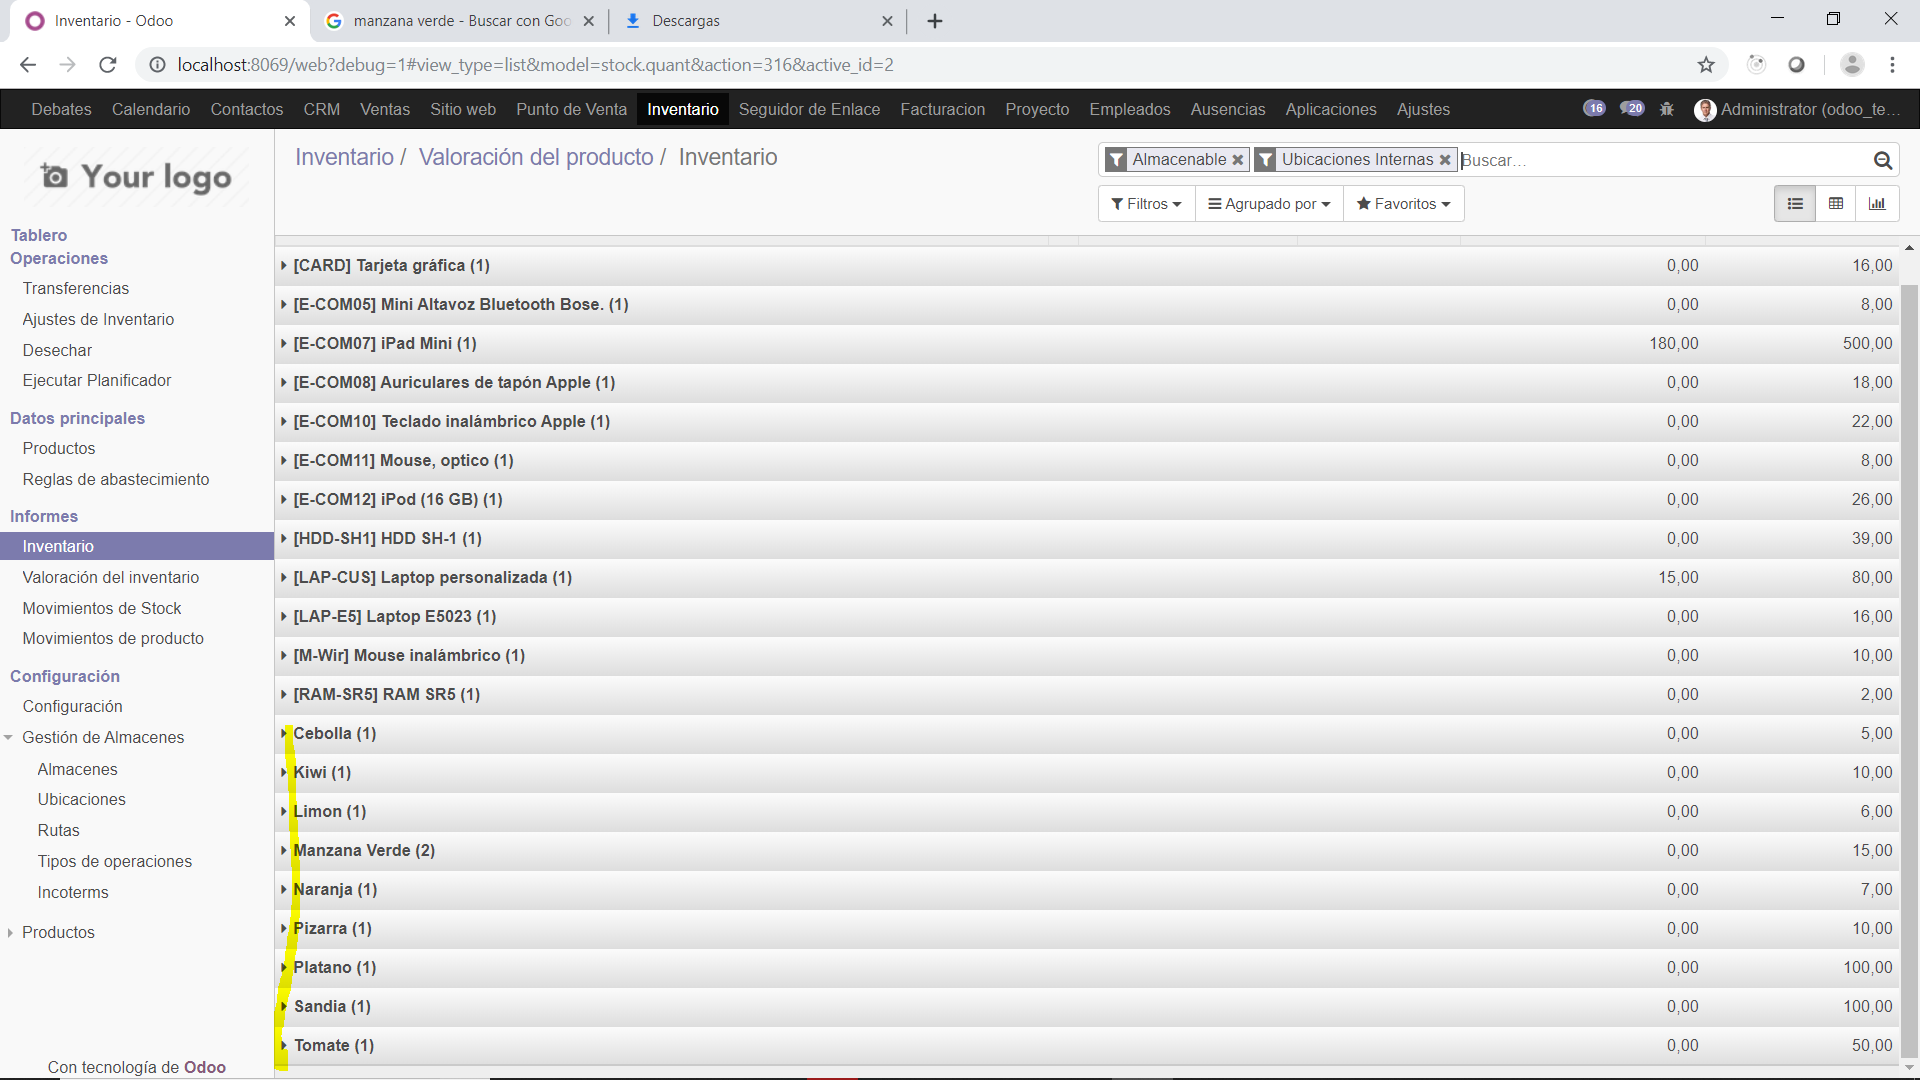 Inventario - Odoo
manzana verde - Buscar con Goo
Descargas
localhost:8069/web?debug=1#view_type=list&model=stock.quant&action=316&active_id=2
Debates Calendario Contactos CRM Ventas Sitio web Punto de Venta Inventario Seguidor de Enlace Facturacion Proyecto Empleados Ausencias Aplicaciones Ajustes 16 20 Administrator (odoo_te...
Your logo
Inventario / Valoración del producto / Inventario
Almacenable Ubicaciones Internas Buscar...
Filtros Agrupado por Favoritos
Tablero
Operaciones
Transferencias
Ajustes de Inventario
Desechar
Ejecutar Planificador
Datos principales
Productos
Reglas de abastecimiento
Informes
Inventario
Valoración del inventario
Movimientos de Stock
Movimientos de producto
Configuración
Configuración
Gestión de Almacenes
Almacenes
Ubicaciones
Rutas
Tipos de operaciones
Incoterms
Productos
Con tecnología de Odoo
[CARD] Tarjeta gráfica (1) 0,00 16,00
[E-COM05] Mini Altavoz Bluetooth Bose. (1) 0,00 8,00
[E-COM07] iPad Mini (1) 180,00 500,00
[E-COM08] Auriculares de tapón Apple (1) 0,00 18,00
[E-COM10] Teclado inalámbrico Apple (1) 0,00 22,00
[E-COM11] Mouse, optico (1) 0,00 8,00
[E-COM12] iPod (16 GB) (1) 0,00 26,00
[HDD-SH1] HDD SH-1 (1) 0,00 39,00
[LAP-CUS] Laptop personalizada (1) 15,00 80,00
[LAP-E5] Laptop E5023 (1) 0,00 16,00
[M-Wir] Mouse inalámbrico (1) 0,00 10,00
[RAM-SR5] RAM SR5 (1) 0,00 2,00
Cebolla (1) 0,00 5,00
Kiwi (1) 0,00 10,00
Limon (1) 0,00 6,00
Manzana Verde (2) 0,00 15,00
Naranja (1) 0,00 7,00
Pizarra (1) 0,00 10,00
Platano (1) 0,00 100,00
Sandia (1) 0,00 100,00
Tomate (1) 0,00 50,00